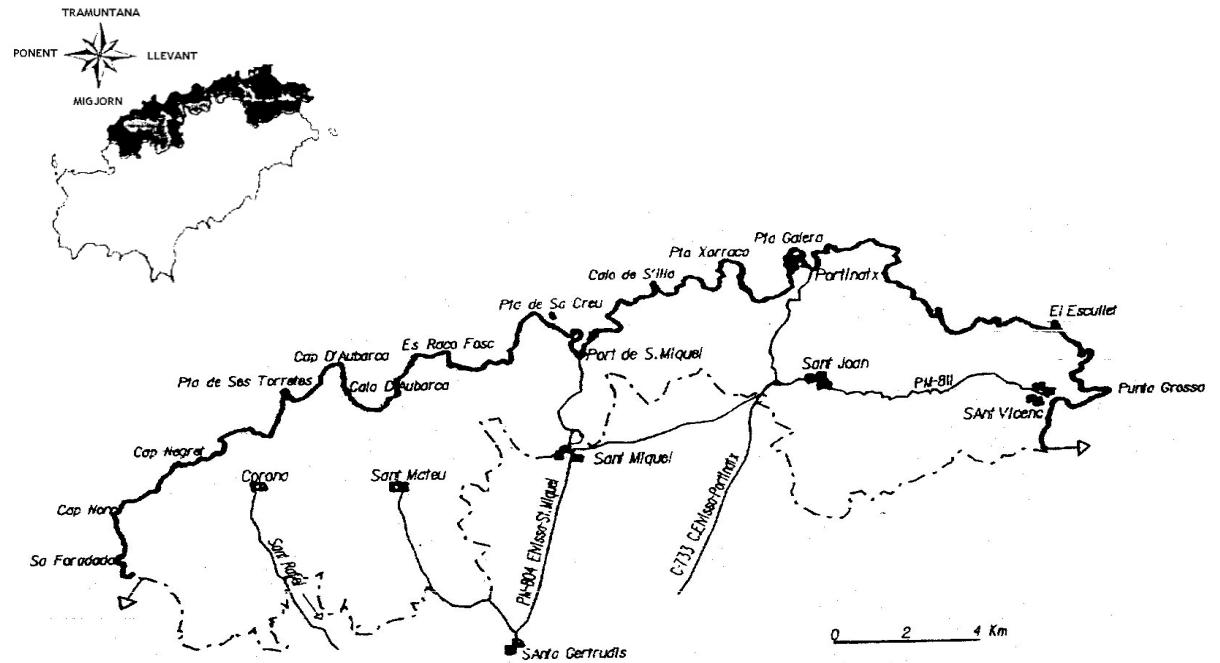 TRAMUNTANA
PONENT
LLEVANT
MIGJORN
Pta Galera
Pta Xarraca
Portinatx
Cala de S'illa
Pta de Sa Creu
El Escullet
Es Raco Fosc
Port de S. Miquel
Cap D'Aubarca
Sant Joan
PM-811
Pta de Ses Torretes
Cala D'Aubarca
Punta Grossa
SAnt Vicenc
Cap Negret
Sant Miquel
Corona
Sant Mateu
Cap Nono
PM-804 EMissa-St. Miquel
C-733 C.EMissa-Portinatx
Sa Foradada
Sant Rafel
SAnta Gertrudis
0 2 4 Km